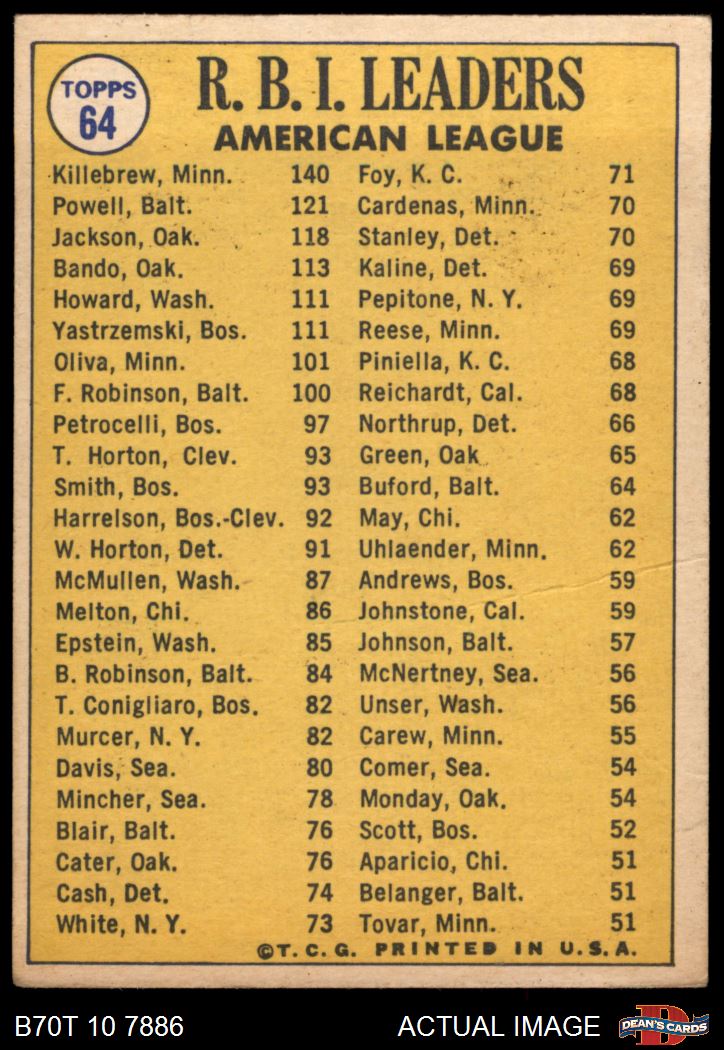 TOPPS
64
R. B. I. LEADERS
AMERICAN LEAGUE
Killebrew, Minn. 140 Foy, K. C. 71
Powell, Balt. 121 Cardenas, Minn. 70
Jackson, Oak. 118 Stanley, Det. 70
Bando, Oak. 113 Kaline, Det. 69
Howard, Wash. 111 Pepitone, N. Y. 69
Yastrzemski, Bos. 111 Reese, Minn. 69
Oliva, Minn. 101 Piniella, K. C. 68
F. Robinson, Balt. 100 Reichardt, Cal. 68
Petrocelli, Bos. 97 Northrup, Det. 66
T. Horton, Clev. 93 Green, Oak 65
Smith, Bos. 93 Buford, Balt. 64
Harrelson, Bos.-Clev. 92 May, Chi. 62
W. Horton, Det. 91 Uhlaender, Minn. 62
McMullen, Wash. 87 Andrews, Bos. 59
Melton, Chi. 86 Johnstone, Cal. 59
Epstein, Wash. 85 Johnson, Balt. 57
B. Robinson, Balt. 84 McNertney, Sea. 56
T. Conigliaro, Bos. 82 Unser, Wash. 56
Murcer, N. Y. 82 Carew, Minn. 55
Davis, Sea. 80 Comer, Sea. 54
Mincher, Sea. 78 Monday, Oak. 54
Blair, Balt. 76 Scott, Bos. 52
Cater, Oak. 76 Aparicio, Chi. 51
Cash, Det. 74 Belanger, Balt. 51
White, N. Y. 73 Tovar, Minn. 51
©T. C. G. PRINTED IN U. S. A.
B70T 10 7886 ACTUAL IMAGE D DEAN'S CARDS